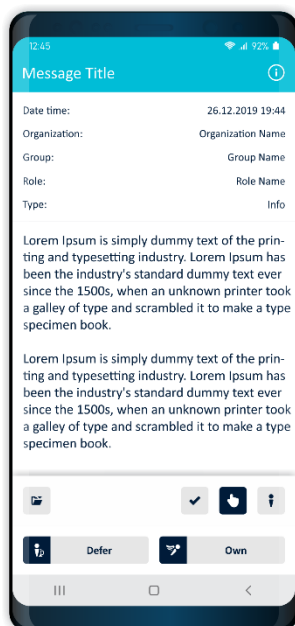 12:45 92%
Message Title
Date time: 26.12.2019 19:44
Organization: Organization Name
Group: Group Name
Role: Role Name
Type: Info
Lorem Ipsum is simply dummy text of the prin-
ting and typesetting industry. Lorem Ipsum has
been the industry's standard dummy text ever
since the 1500s, when an unknown printer took
a galley of type and scrambled it to make a type
specimen book.
Lorem Ipsum is simply dummy text of the prin-
ting and typesetting industry. Lorem Ipsum has
been the industry's standard dummy text ever
since the 1500s, when an unknown printer took
a galley of type and scrambled it to make a type
specimen book.
Defer Own